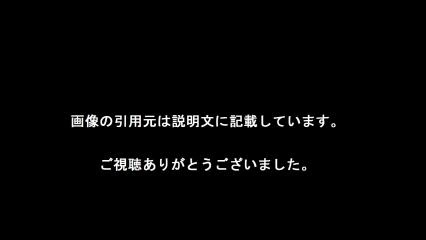 画像の引用元は説明文に記載しています。
ご視聴ありがとうございました。